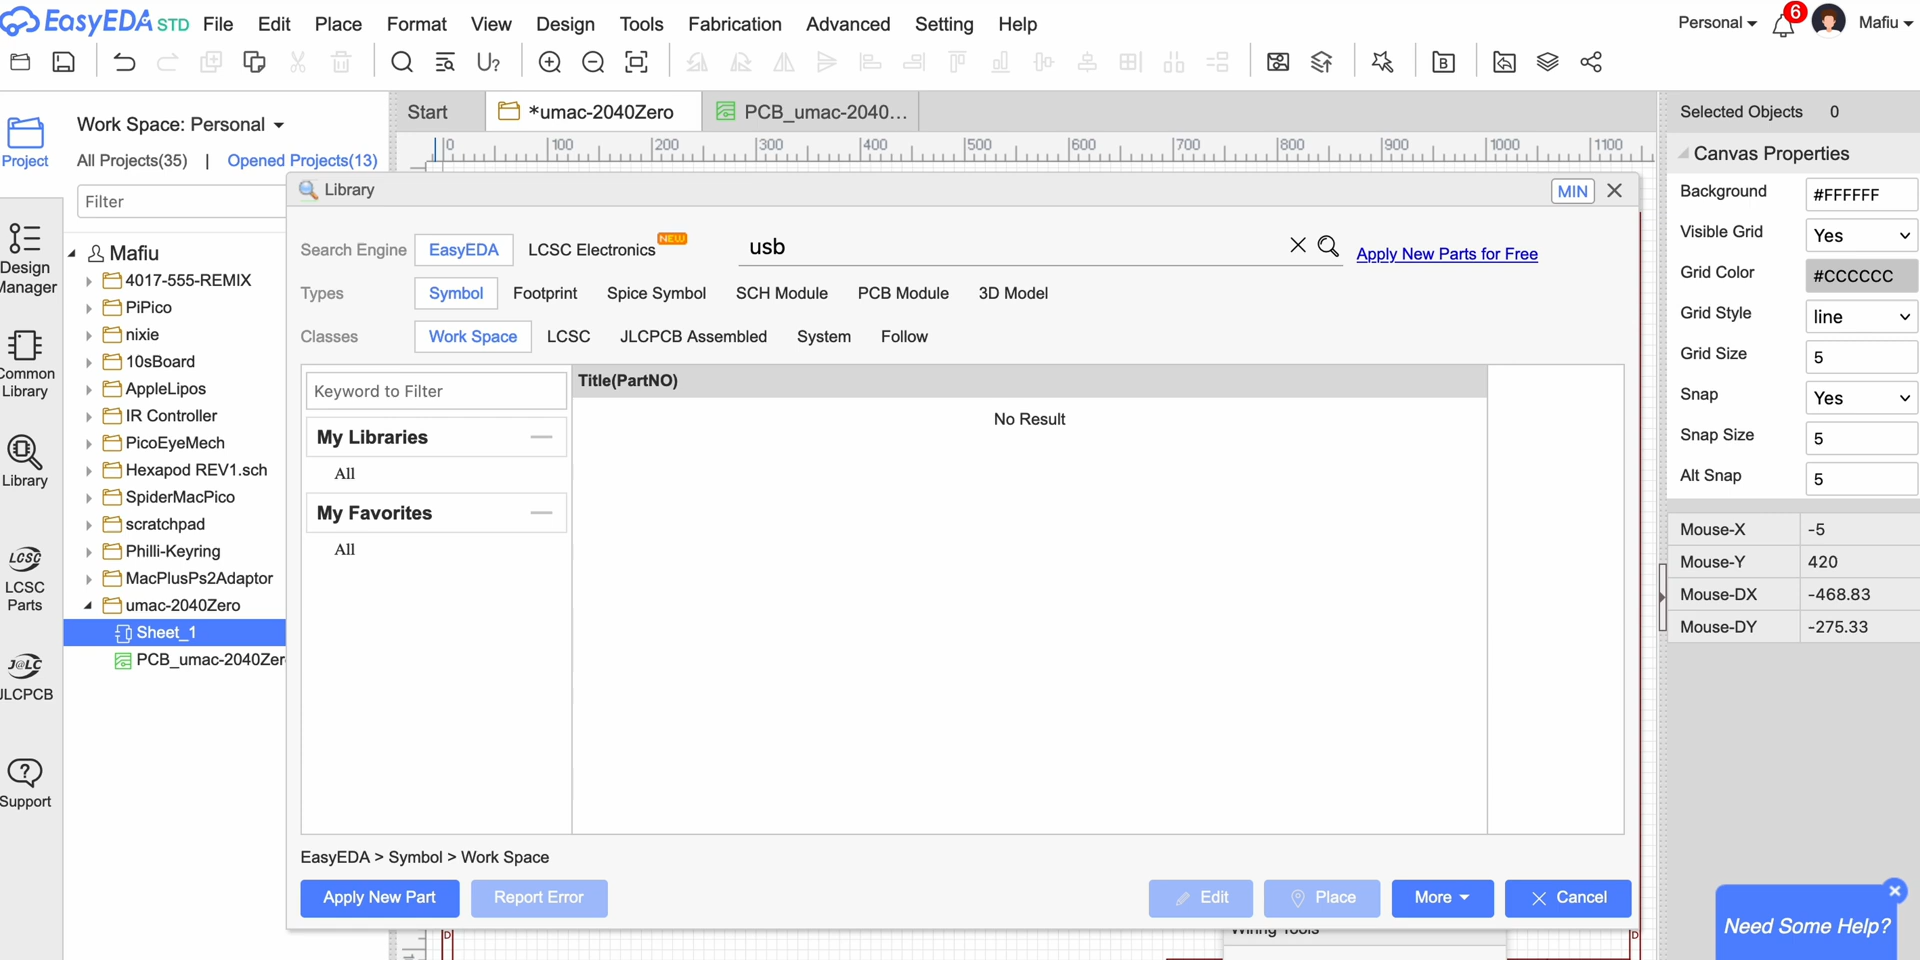 EasyEDA STD File Edit Place Format View Design Tools Fabrication Advanced Setting Help Personal 6 Mafiu
U?
Start *umac-2040Zero PCB_umac-2040...
0 100 200 300 400 500 600 700 800 900 1000 1100
Project
Design
Manager
Common
Library
Library
LCSC
LCSC
Parts
J@LC
JLCPCB
Support
Work Space: Personal
All Projects(35) | Opened Projects(13)
Filter
Mafiu
4017-555-REMIX
PiPico
nixie
10sBoard
AppleLipos
IR Controller
PicoEyeMech
Hexapod REV1.sch
SpiderMacPico
scratchpad
Philli-Keyring
MacPlusPs2Adaptor
umac-2040Zero
Sheet_1
PCB_umac-2040Zer
Library MIN
Search Engine EasyEDA LCSC Electronics NEW usb Apply New Parts for Free
Types Symbol Footprint Spice Symbol SCH Module PCB Module 3D Model
Classes Work Space LCSC JLCPCB Assembled System Follow
Keyword to Filter
My Libraries
All
My Favorites
All
Title(PartNO)
No Result
EasyEDA > Symbol > Work Space
Apply New Part Report Error Edit Place More Cancel
Wiring Tools
D D
Selected Objects 0
Canvas Properties
Background #FFFFFF
Visible Grid Yes
Grid Color #CCCCCC
Grid Style line
Grid Size 5
Snap Yes
Snap Size 5
Alt Snap 5
Mouse-X -5
Mouse-Y 420
Mouse-DX -468.83
Mouse-DY -275.33
Need Some Help?